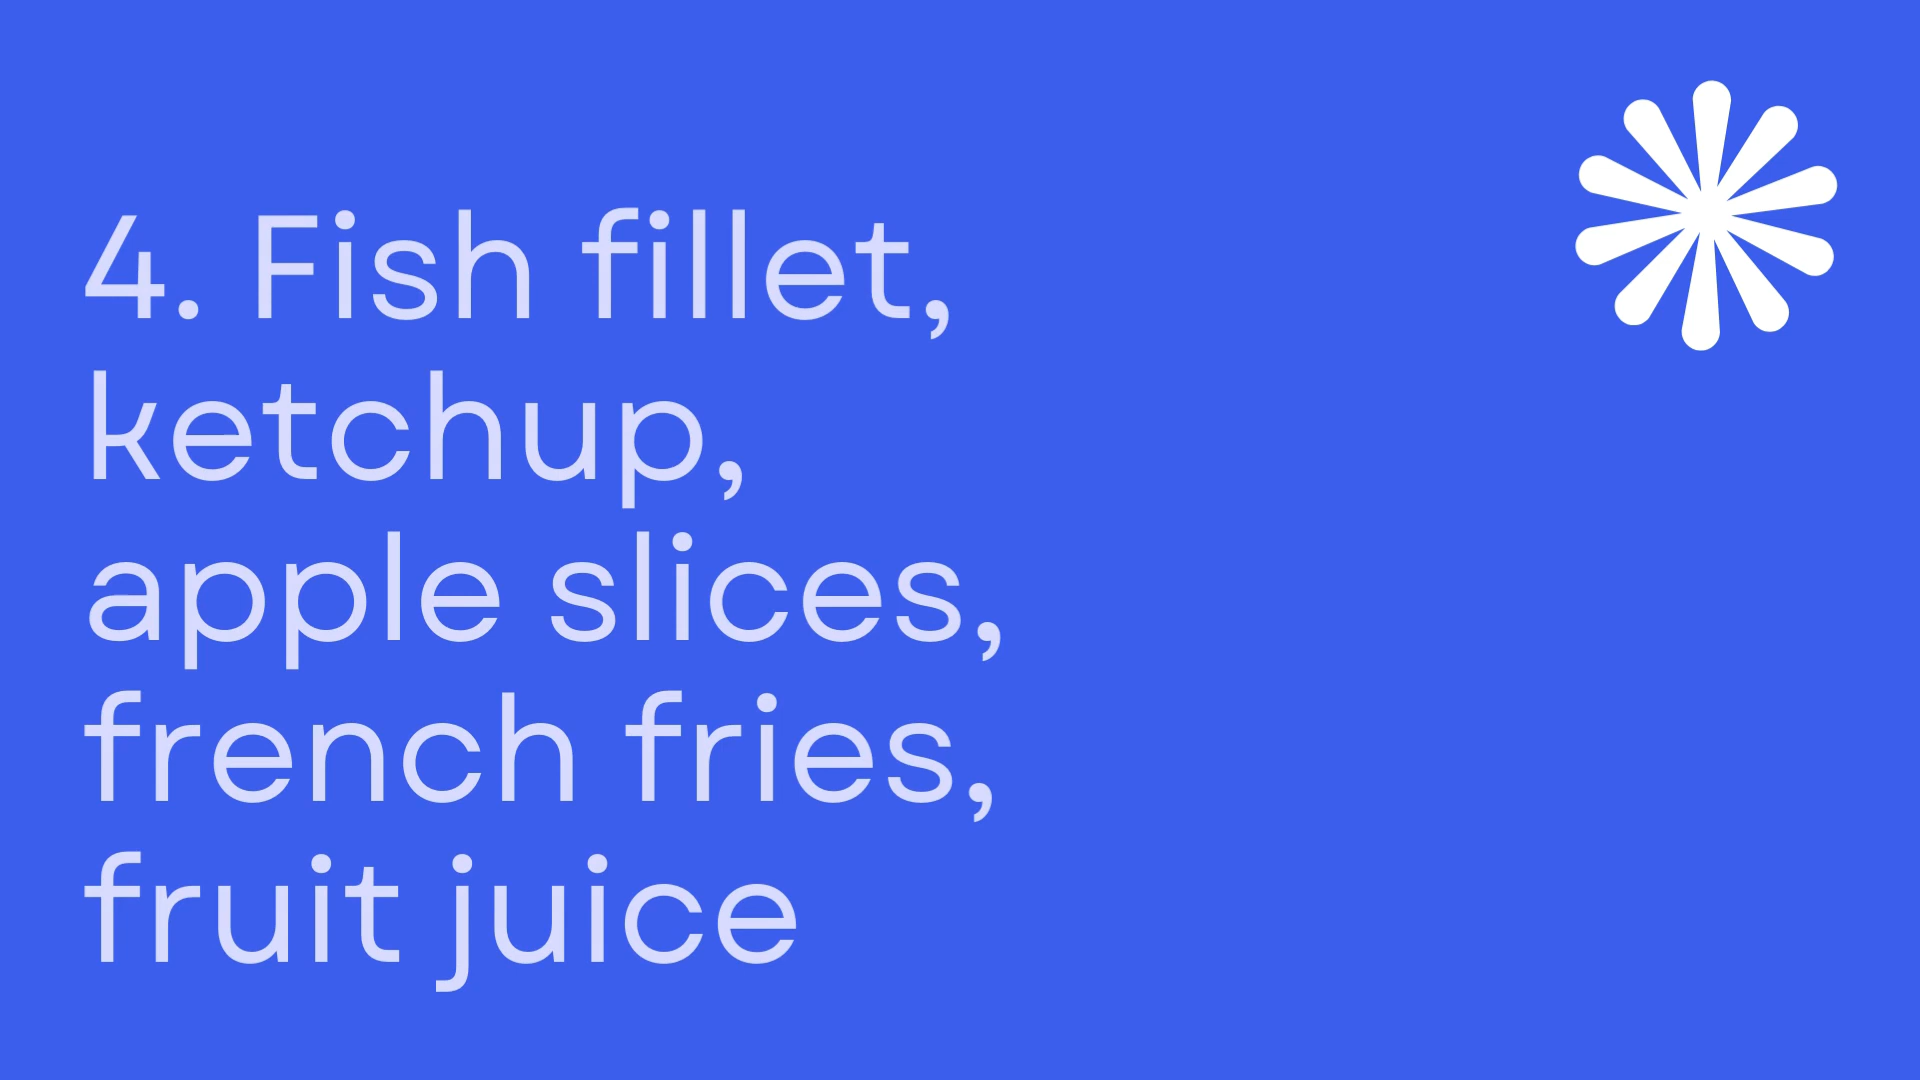 4. Fish fillet,
ketchup,
apple slices,
french fries,
fruit juice